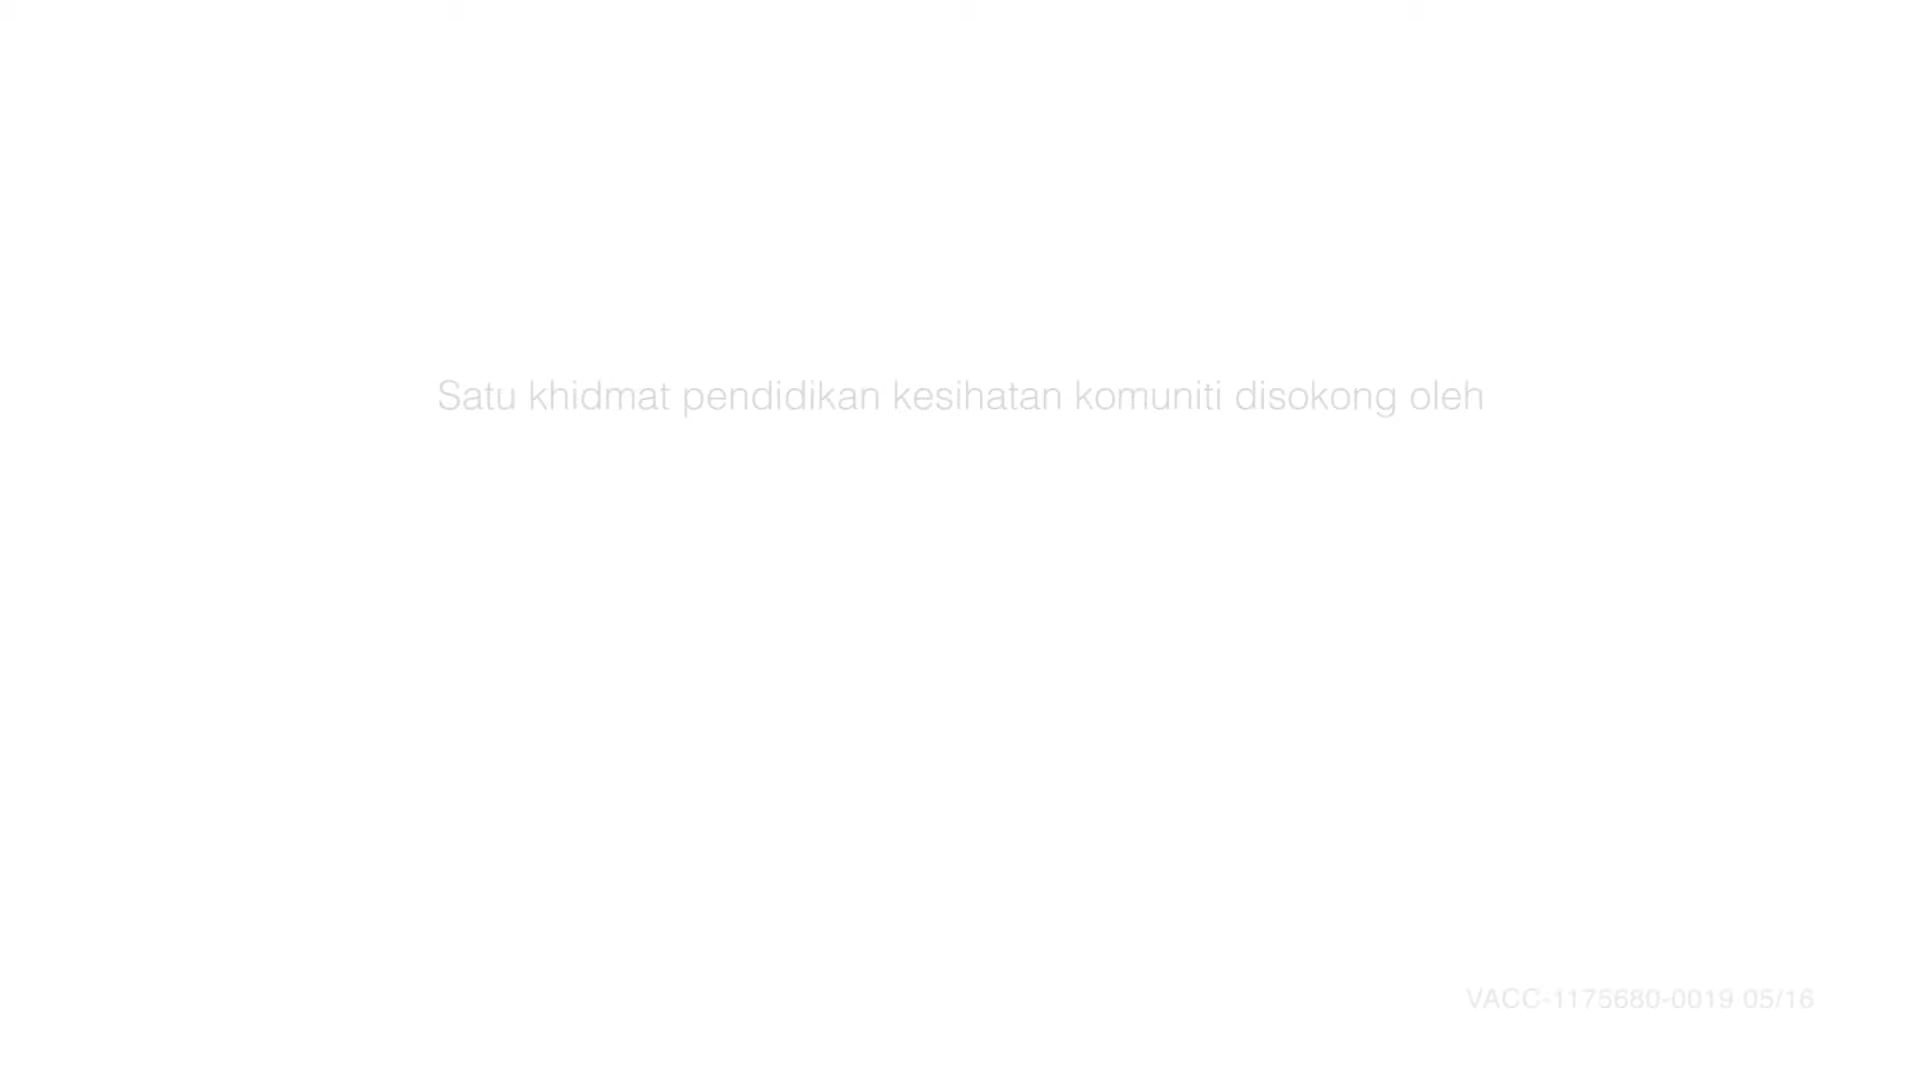 Satu khidmat pendidikan kesihatan komuniti disokong oleh
VACC-1175680-0019 05/16